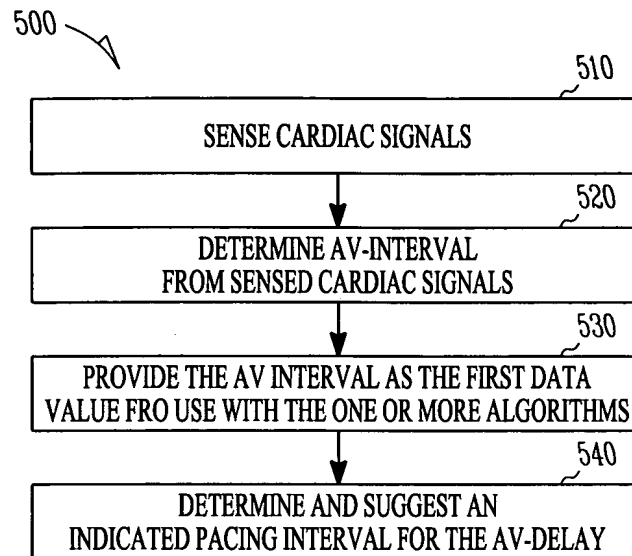 500
510
SENSE CARDIAC SIGNALS
520
DETERMINE AV-INTERVAL
FROM SENSED CARDIAC SIGNALS
530
PROVIDE THE AV INTERVAL AS THE FIRST DATA
VALUE FRO USE WITH THE ONE OR MORE ALGORITHMS
540
DETERMINE AND SUGGEST AN
INDICATED PACING INTERVAL FOR THE AV-DELAY